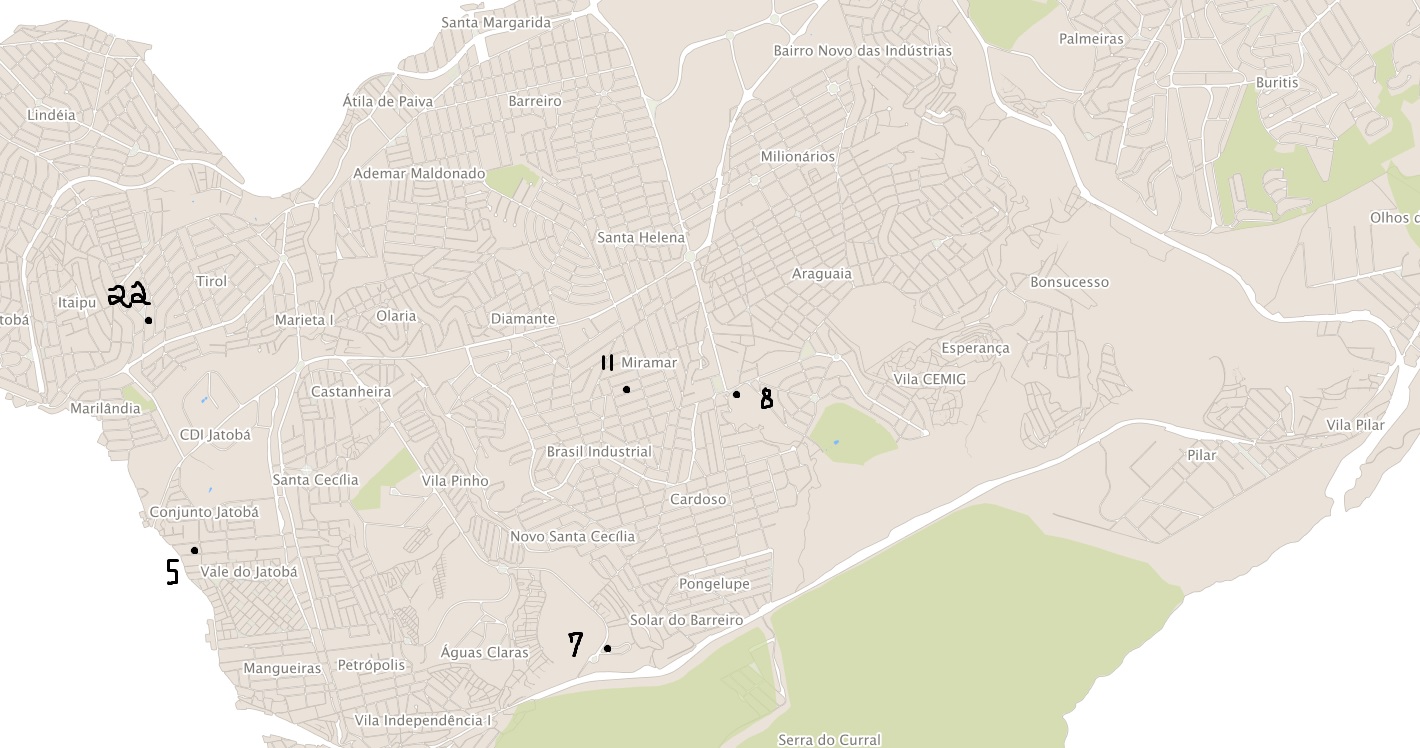 Santa Margarida
Bairro Novo das Indústrias
Palmeiras
Buritis
Lindéia
Átila de Paiva
Barreiro
Milionários
Ademar Maldonado
Olhos d
Santa Helena
Araguaia
Bonsucesso
Tirol
22
Itaipu
tobá
Marieta I
Olaria
Diamante
Esperança
11
Miramar
Vila CEMIG
Castanheira
8
Marilândia
CDI Jatobá
Vila Pilar
Brasil Industrial
Pilar
Santa Cecília
Vila Pinho
Cardoso
Conjunto Jatobá
Novo Santa Cecília
5
Vale do Jatobá
Pongelupe
Solar do Barreiro
7
Águas Claras
Mangueiras
Petrópolis
Vila Independência I
Serra do Curral